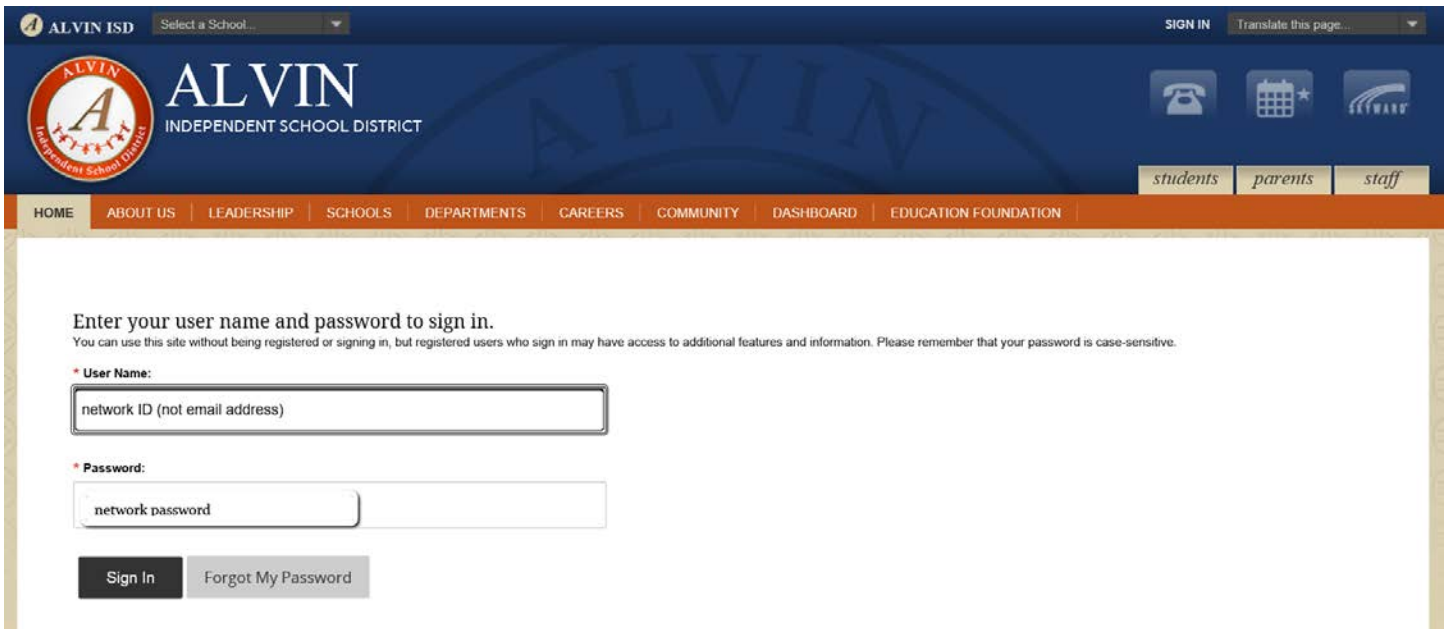 ALVIN ISD Select a School... SIGN IN Translate this page...
ALVIN
Independent School District
A
ALVIN
INDEPENDENT SCHOOL DISTRICT
ALVIN
SKYWARD
students parents staff
HOME ABOUT US LEADERSHIP SCHOOLS DEPARTMENTS CAREERS COMMUNITY DASHBOARD EDUCATION FOUNDATION
Enter your user name and password to sign in.
You can use this site without being registered or signing in, but registered users who sign in may have access to additional features and information. Please remember that your password is case-sensitive.
* User Name:
network ID (not email address)
* Password:
network password
Sign In Forgot My Password